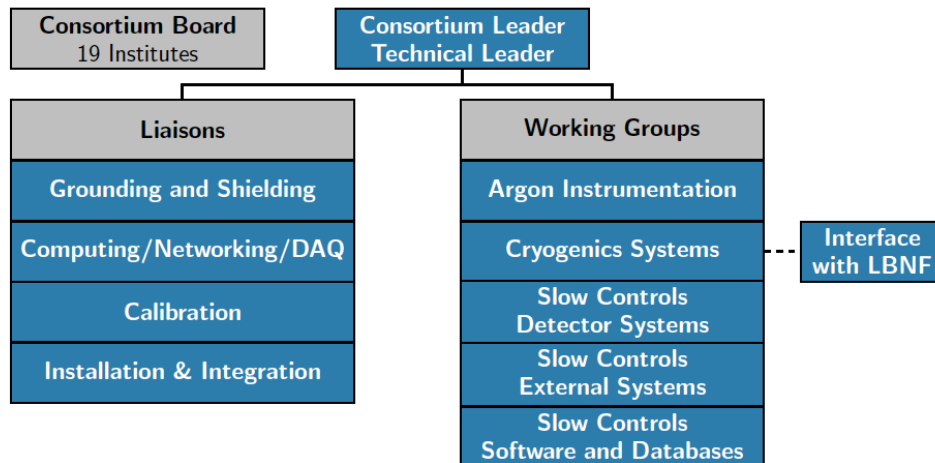 Consortium Board
19 Institutes
Consortium Leader
Technical Leader
Liaisons
Grounding and Shielding
Computing/Networking/DAQ
Calibration
Installation & Integration
Working Groups
Argon Instrumentation
Cryogenics Systems
Interface
with LBNF
Slow Controls
Detector Systems
Slow Controls
External Systems
Slow Controls
Software and Databases